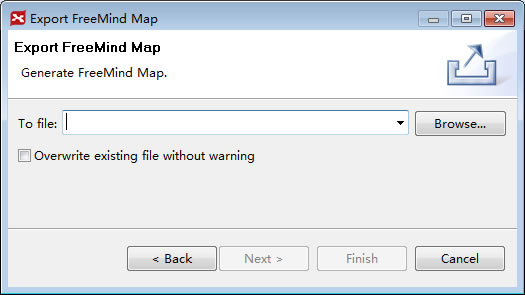 Export FreeMind Map
Export FreeMind Map
Generate FreeMind Map.
To file:
Browse...
Overwrite existing file without warning
< Back
Next >
Finish
Cancel